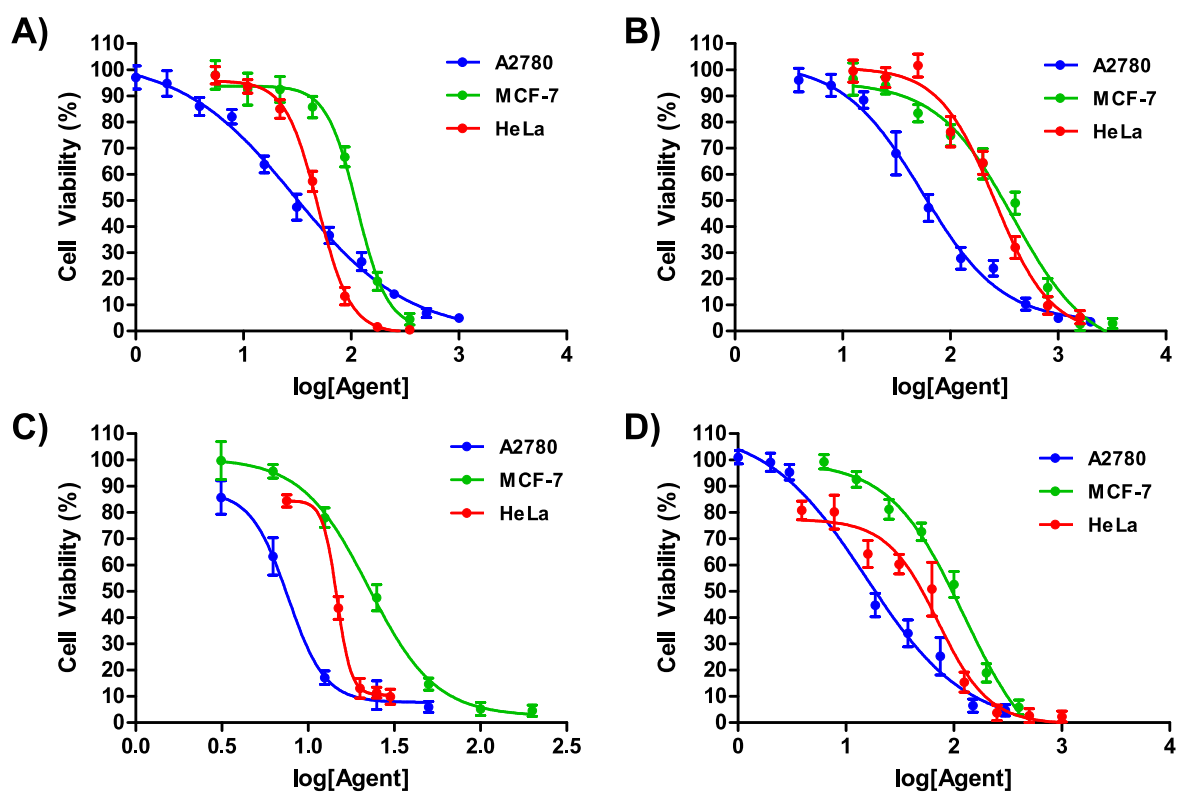 A)
110
100
90
80
70
60
50
40
30
20
10
0
Cell Viability (%)
0
1
2
3
4
log[Agent]
A2780
MCF-7
HeLa
B)
110
100
90
80
70
60
50
40
30
20
10
0
Cell Viability (%)
0
1
2
3
4
log[Agent]
A2780
MCF-7
HeLa
C)
110
100
90
80
70
60
50
40
30
20
10
0
Cell Viability (%)
0.0
0.5
1.0
1.5
2.0
2.5
log[Agent]
A2780
MCF-7
HeLa
D)
110
100
90
80
70
60
50
40
30
20
10
0
Cell Viability (%)
0
1
2
3
4
log[Agent]
A2780
MCF-7
HeLa